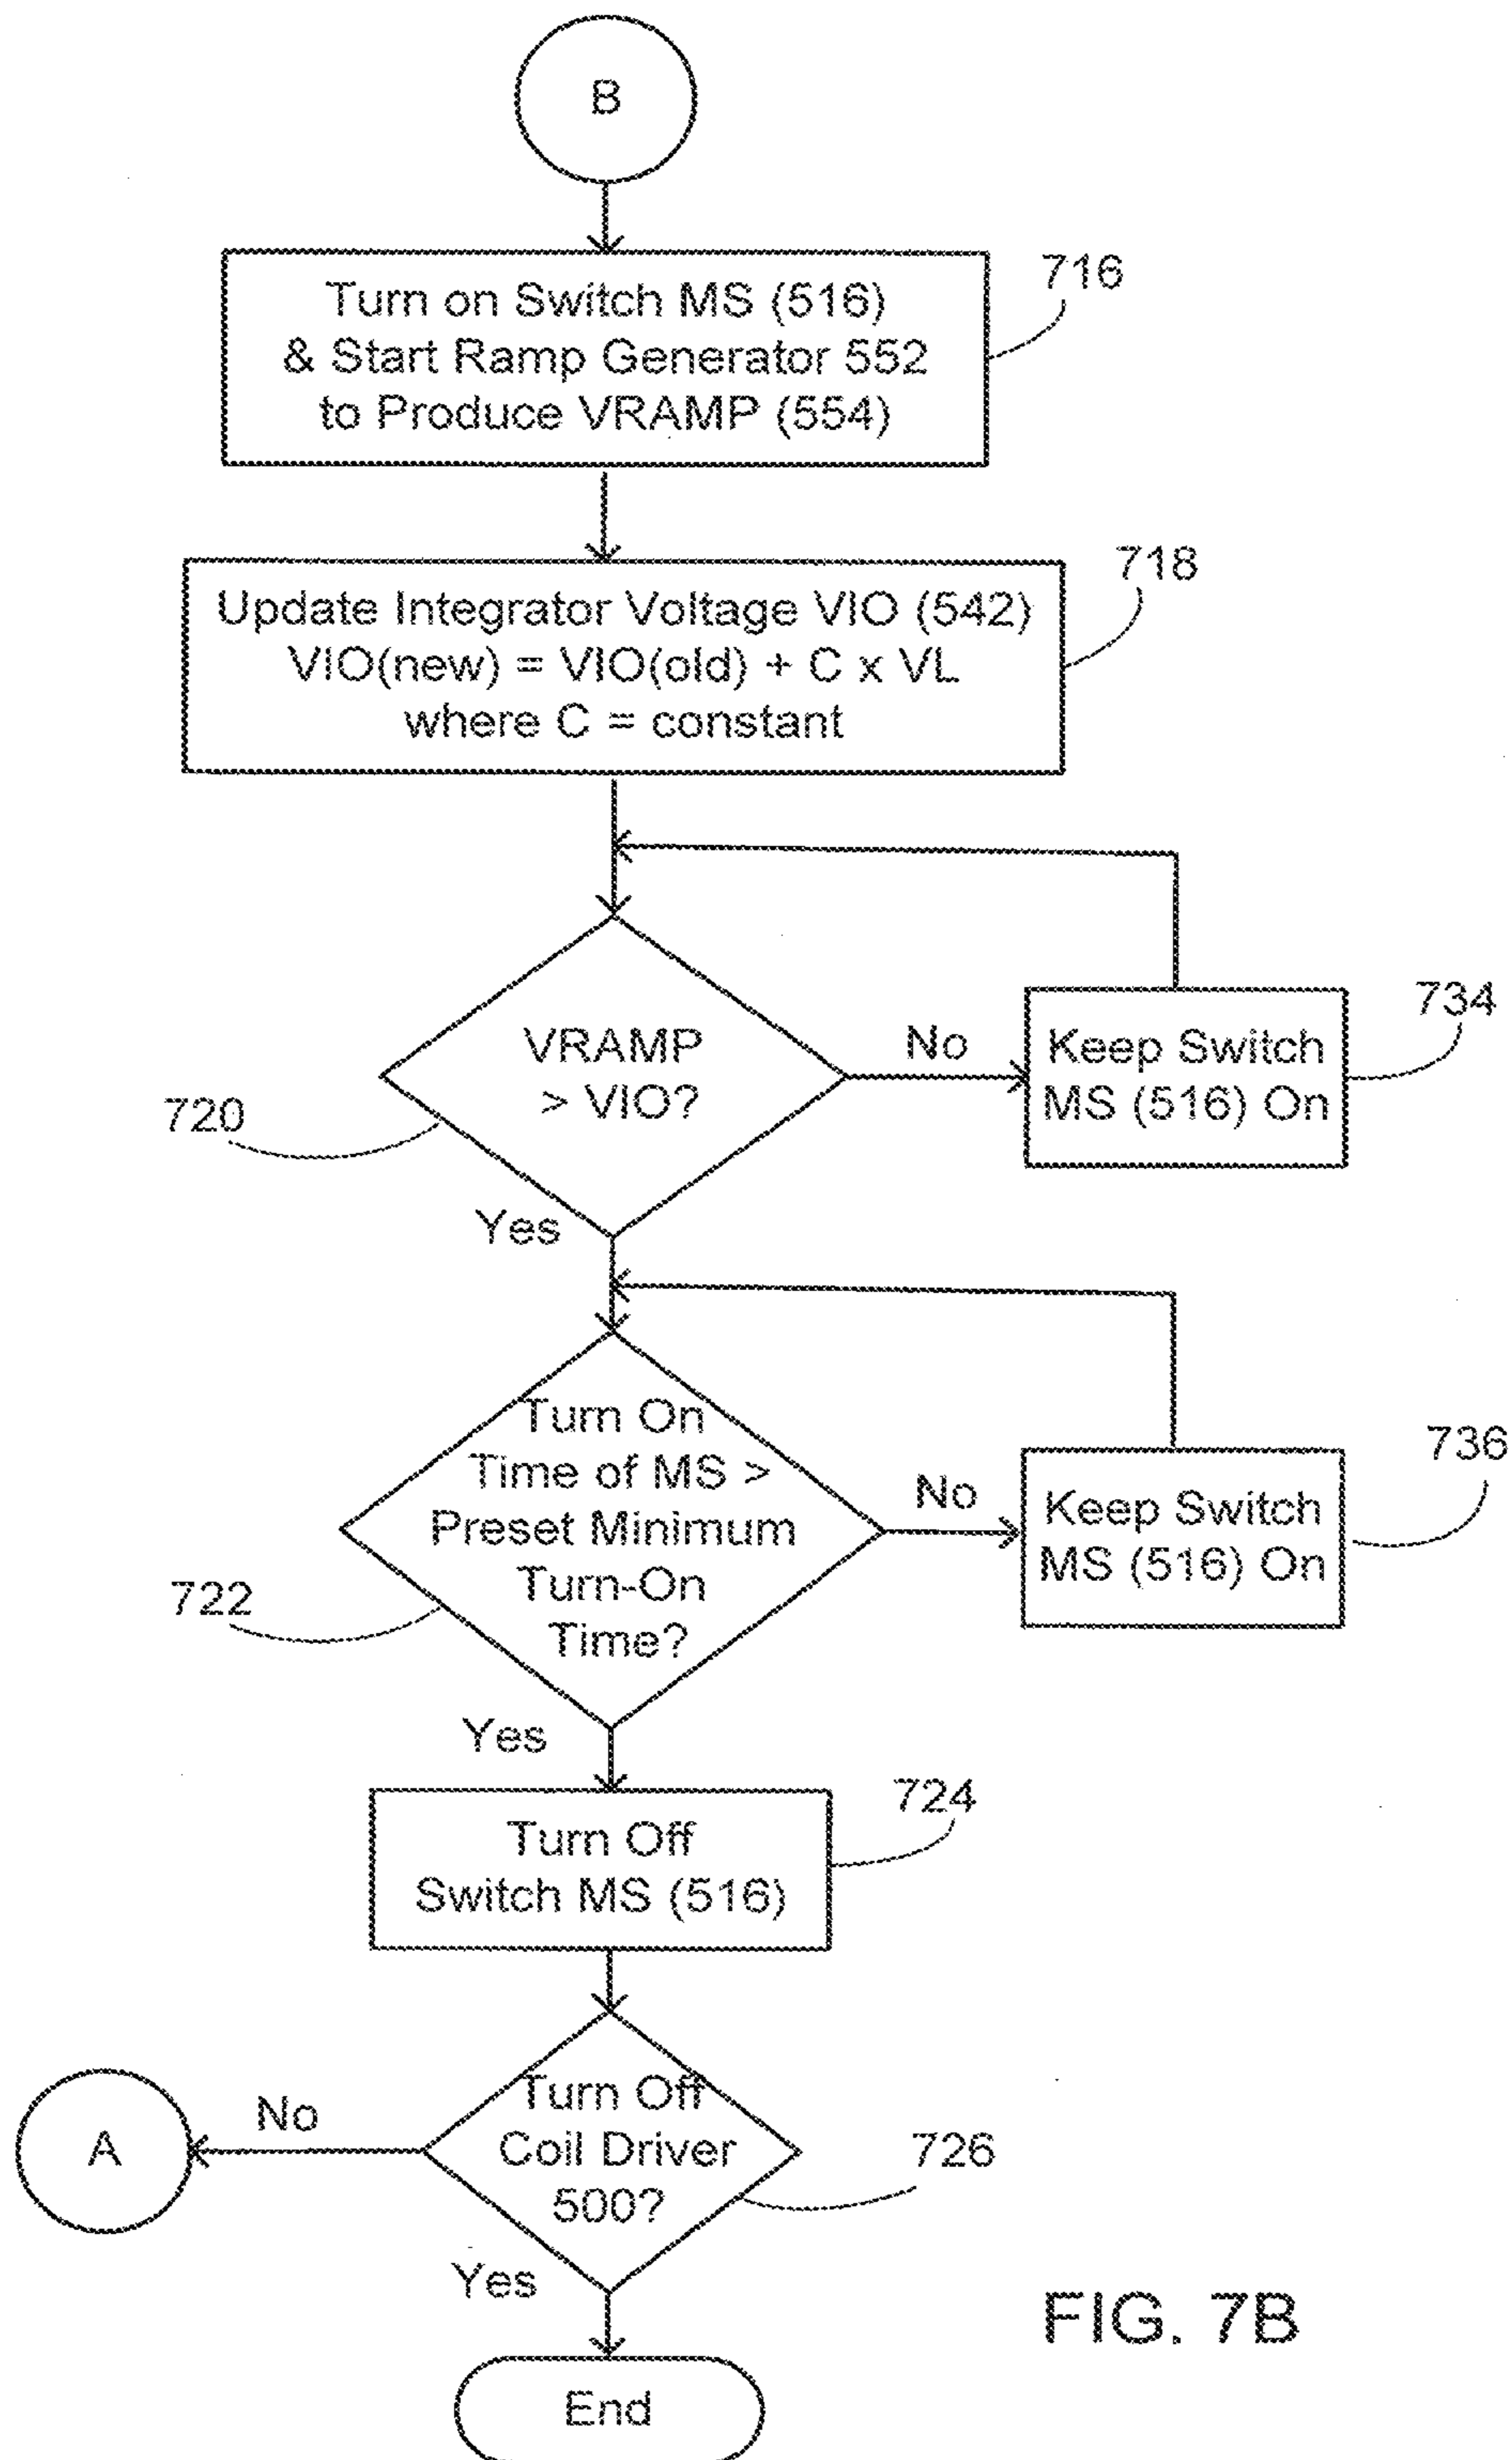 B
Turn on Switch MS (516)
& Start Ramp Generator 552
to Produce VRAMP (554)
716
Update Integrator Voltage VIO (542)
VIO(new) = VIO(old) + C x VL
where C = constant
718
VRAMP
> VIO?
720
No
Keep Switch
MS (516) On
734
Yes
Turn On
Time of MS >
Preset Minimum
Turn-On
Time?
722
No
Keep Switch
MS (516) On
736
Yes
Turn Off
Switch MS (516)
724
Turn Off
Coil Driver
500?
726
No
A
Yes
End
FIG. 7B